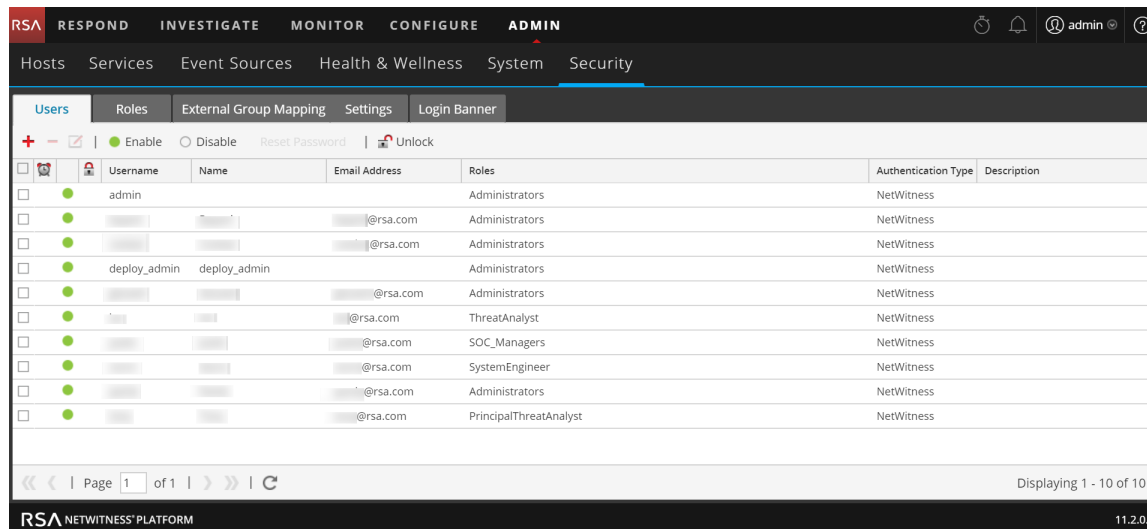 RSA RESPOND INVESTIGATE MONITOR CONFIGURE ADMIN admin
Hosts Services Event Sources Health & Wellness System Security
Users Roles External Group Mapping Settings Login Banner
Enable Disable Reset Password Unlock
Username Name Email Address Roles Authentication Type Description
admin Administrators NetWitness
@rsa.com Administrators NetWitness
@rsa.com Administrators NetWitness
deploy_admin deploy_admin Administrators NetWitness
@rsa.com Administrators NetWitness
@rsa.com ThreatAnalyst NetWitness
@rsa.com SOC_Managers NetWitness
@rsa.com SystemEngineer NetWitness
@rsa.com Administrators NetWitness
@rsa.com PrincipalThreatAnalyst NetWitness
Page 1 of 1 Displaying 1 - 10 of 10
RSA NETWITNESS® PLATFORM 11.2.0